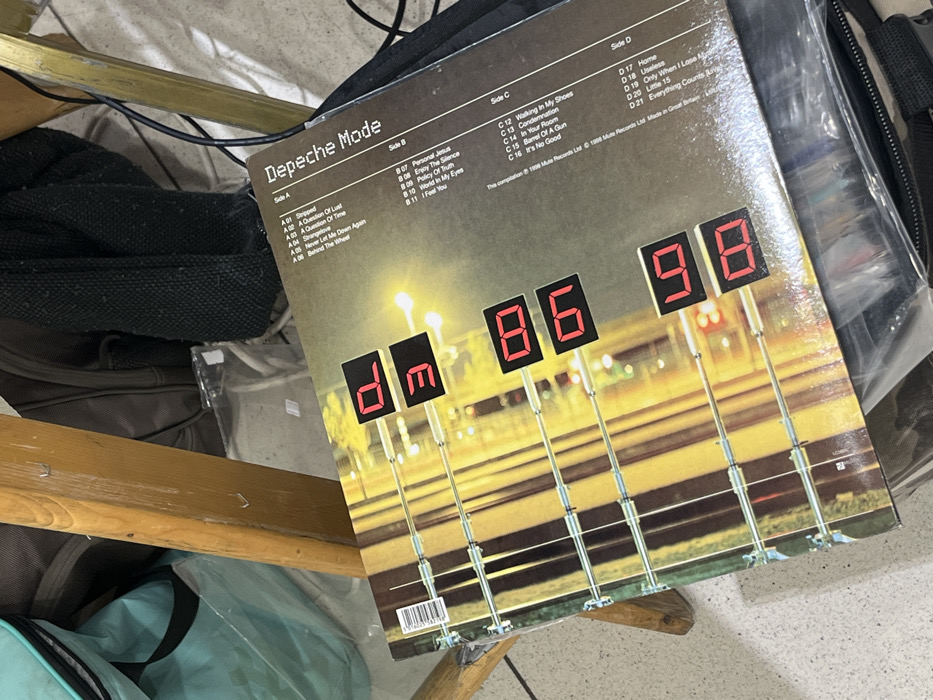 Depeche Mode
Side A
A 01 Stripped
A 02 A Question Of Lust
A 03 A Question Of Time
A 04 Strangelove
A 05 Never Let Me Down Again
A 06 Behind The Wheel
Side B
B 07 Personal Jesus
B 08 Enjoy The Silence
B 09 Policy Of Truth
B 10 World In My Eyes
B 11 I Feel You
Side C
C 12 Walking In My Shoes
C 13 Condemnation
C 14 In Your Room
C 15 Barrel Of A Gun
C 16 It's No Good
Side D
D 17 Home
D 18 Useless
D 19 Only When I Lose
D 20 Little 15
D 21 Everything Counts
This compilation ℗ 1998 Mute Records Ltd © 1998 Mute Records Ltd Made in Great Britain
dm 86 98